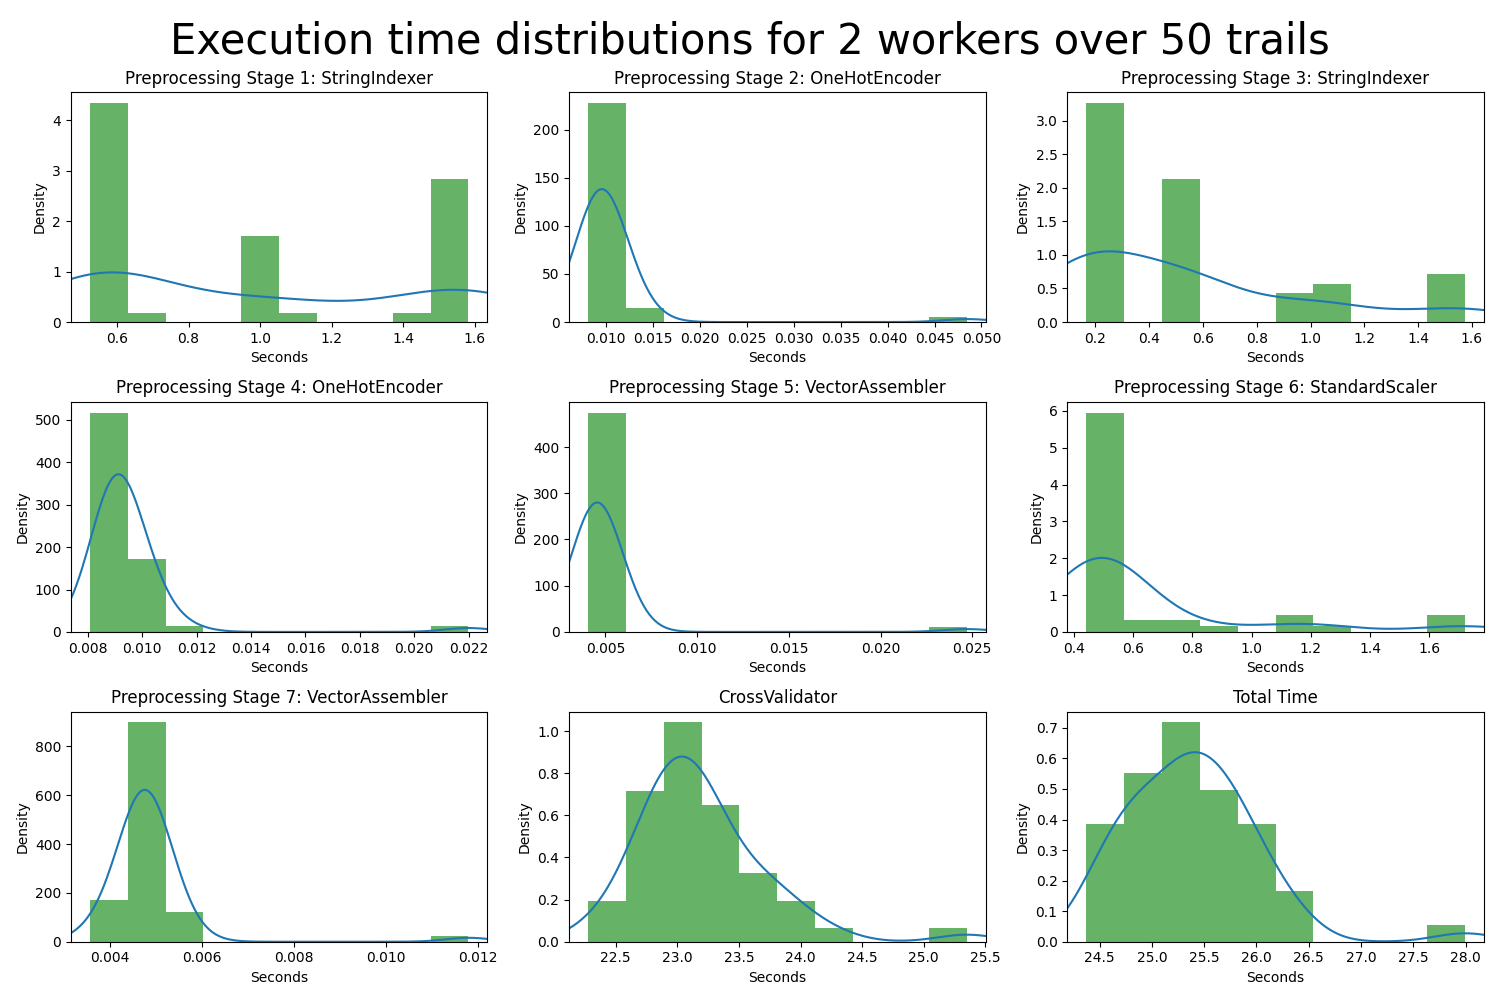 Execution time distributions for 2 workers over 50 trails
Preprocessing Stage 1: StringIndexer
Density
4
3
2
1
0
0.6 0.8 1.0 1.2 1.4 1.6
Seconds
Preprocessing Stage 2: OneHotEncoder
Density
200
150
100
50
0
0.010 0.015 0.020 0.025 0.030 0.035 0.040 0.045 0.050
Seconds
Preprocessing Stage 3: StringIndexer
Density
3.0
2.5
2.0
1.5
1.0
0.5
0.0
0.2 0.4 0.6 0.8 1.0 1.2 1.4 1.6
Seconds
Preprocessing Stage 4: OneHotEncoder
Density
500
400
300
200
100
0
0.008 0.010 0.012 0.014 0.016 0.018 0.020 0.022
Seconds
Preprocessing Stage 5: VectorAssembler
Density
400
300
200
100
0
0.005 0.010 0.015 0.020 0.025
Seconds
Preprocessing Stage 6: StandardScaler
Density
6
5
4
3
2
1
0
0.4 0.6 0.8 1.0 1.2 1.4 1.6
Seconds
Preprocessing Stage 7: VectorAssembler
Density
800
600
400
200
0
0.004 0.006 0.008 0.010 0.012
Seconds
CrossValidator
Density
1.0
0.8
0.6
0.4
0.2
0.0
22.5 23.0 23.5 24.0 24.5 25.0 25.5
Seconds
Total Time
Density
0.7
0.6
0.5
0.4
0.3
0.2
0.1
0.0
24.5 25.0 25.5 26.0 26.5 27.0 27.5 28.0
Seconds